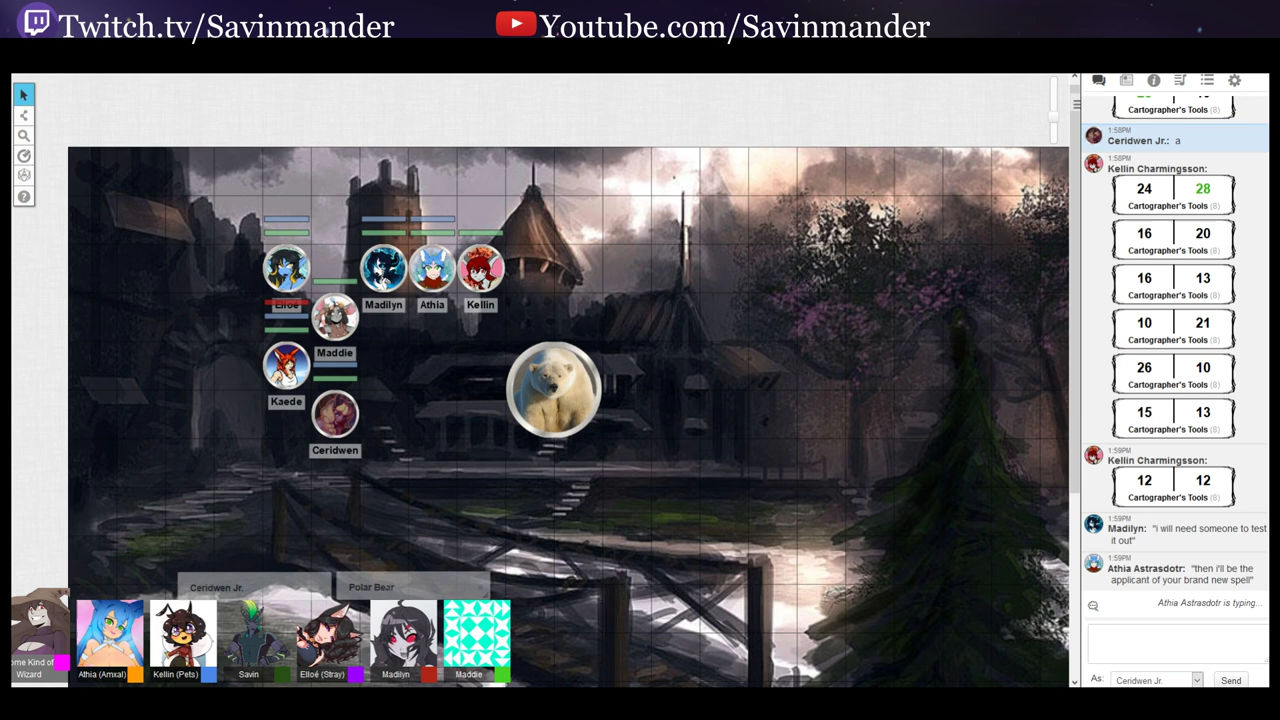 Twitch.tv/Savinmander
Youtube.com/Savinmander
Cartographer's Tools (8)
1:58PM
Ceridwen Jr.: a
1:58PM
Kellin Charmingsson:
24 28
Cartographer's Tools (8)
16 20
Cartographer's Tools (8)
16 13
Cartographer's Tools (8)
10 21
Cartographer's Tools (8)
26 10
Cartographer's Tools (8)
15 13
Cartographer's Tools (8)
1:59PM
Kellin Charmingsson:
12 12
Cartographer's Tools (8)
1:59PM
Madilyn: "i will need someone to test
it out"
1:59PM
Athia Astrasdotr: "then i'll be the
applicant of your brand new spell"
Athia Astrasdotr is typing...
As: Ceridwen Jr. Send
Elloé
Madilyn
Athia
Kellin
Maddie
Kaede
Ceridwen
Ceridwen Jr.
Polar Bear
ome Kind of
Wizard
Athia (Amxal)
Kellin (Pets)
Savin
Elloé (Stray)
Madilyn
Maddie